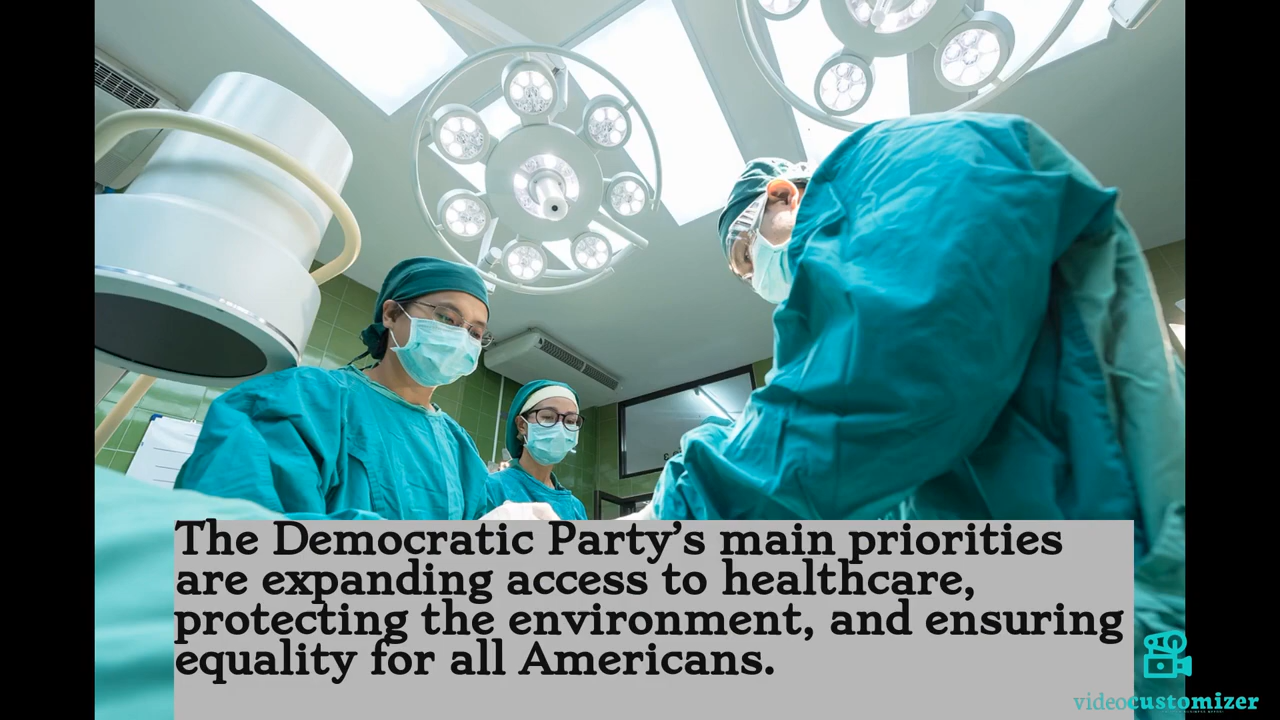 The Democratic Party’s main priorities
are expanding access to healthcare,
protecting the environment, and ensuring
equality for all Americans.
videocustomizer